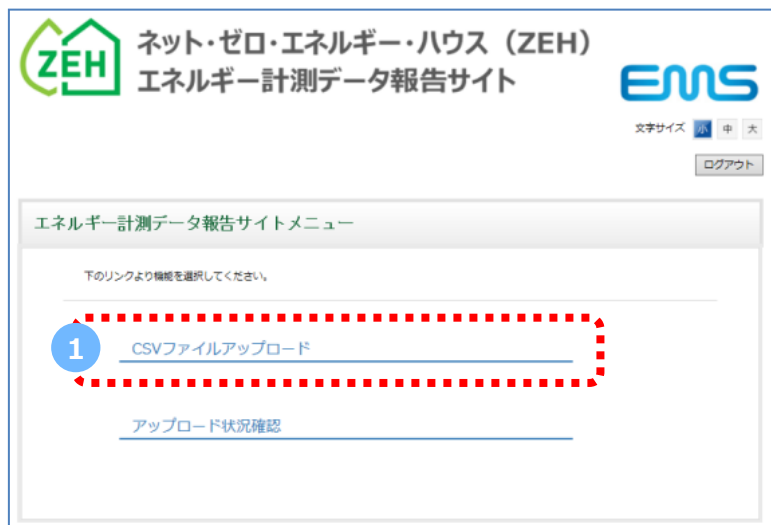 ZEH
ネット・ゼロ・エネルギー・ハウス（ZEH）
エネルギー計測データ報告サイト
EMS
文字サイズ 小 中 大
ログアウト
エネルギー計測データ報告サイトメニュー
下のリンクより機能を選択してください。
1
CSVファイルアップロード
アップロード状況確認